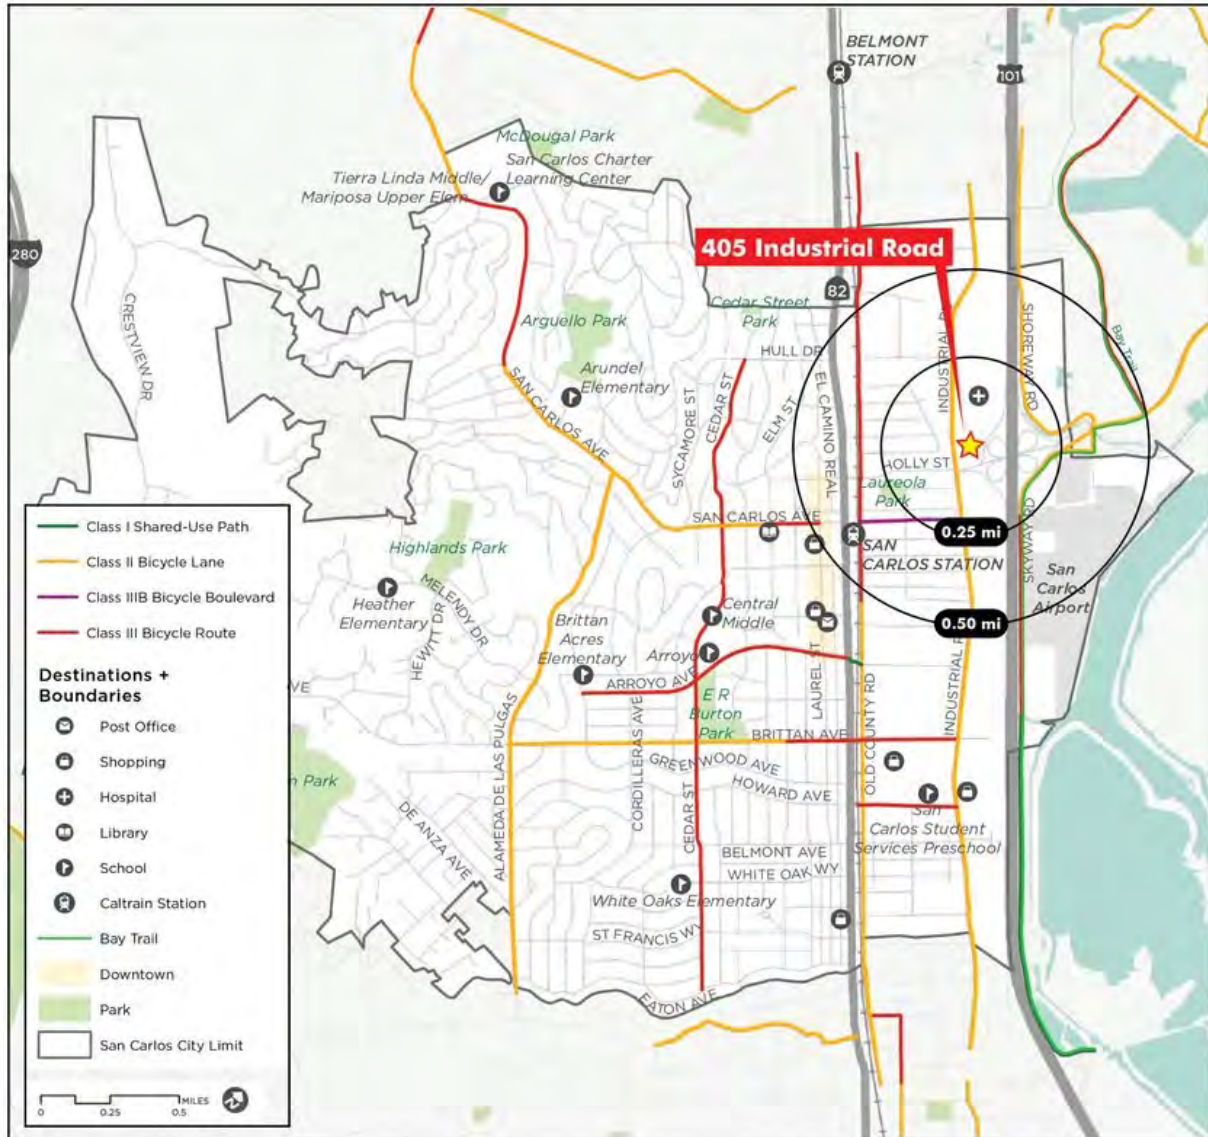 BELMONT
STATION
101
McDougal Park
San Carlos Charter
Learning Center
Tierra Linda Middle/
Mariposa Upper Elem
280
405 Industrial Road
82
CRESTVIEW DR
Arguello Park
Cedar Street
Park
HULL DR
Arundel
Elementary
SAN CARLOS AVE
SYCAMORE ST
CEDAR ST
ELM ST
EL CAMINO REAL
INDUSTRIAL RD
SHOREWAY RD
Bay Trail
HOLLY ST
Laureola
Park
SAN CARLOS AVE
0.25 mi
SAN
CARLOS STATION
SKYWAY RD
San
Carlos
Airport
0.50 mi
Highlands Park
Heather
Elementary
MELENDY DR
HEWITT DR
Brittan
Acres
Elementary
Central
Middle
Arroyo
ARROYO AVE
E R
Burton
Park
LAUREL ST
OLD COUNTY RD
INDUSTRIAL R
VE
ALAMEDA DE LAS PULGAS
CORDILLERAS AVE
BRITTAN AVE
GREENWOOD AVE
HOWARD AVE
CEDAR ST
n Park
DE ANZA AVE
San
Carlos Student
Services Preschool
BELMONT AVE
WHITE OAK WY
White Oaks Elementary
ST FRANCIS WY
EATON AVE
Class I Shared-Use Path
Class II Bicycle Lane
Class IIIB Bicycle Boulevard
Class III Bicycle Route
Destinations +
Boundaries
Post Office
Shopping
Hospital
Library
School
Caltrain Station
Bay Trail
Downtown
Park
San Carlos City Limit
MILES
0 0.25 0.5